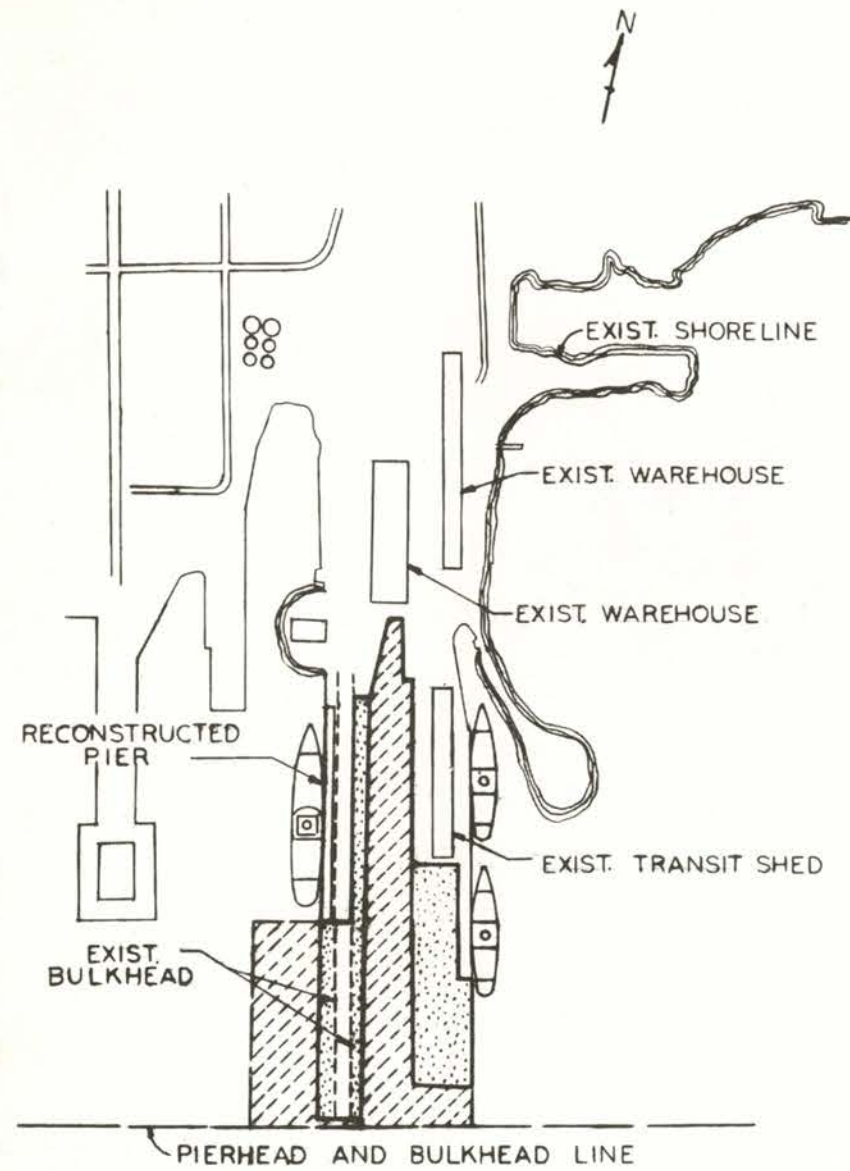 N
EXIST. SHORELINE
EXIST. WAREHOUSE
EXIST. WAREHOUSE
RECONSTRUCTED
PIER
EXIST. TRANSIT SHED
EXIST.
BULKHEAD
PIERHEAD AND BULKHEAD LINE